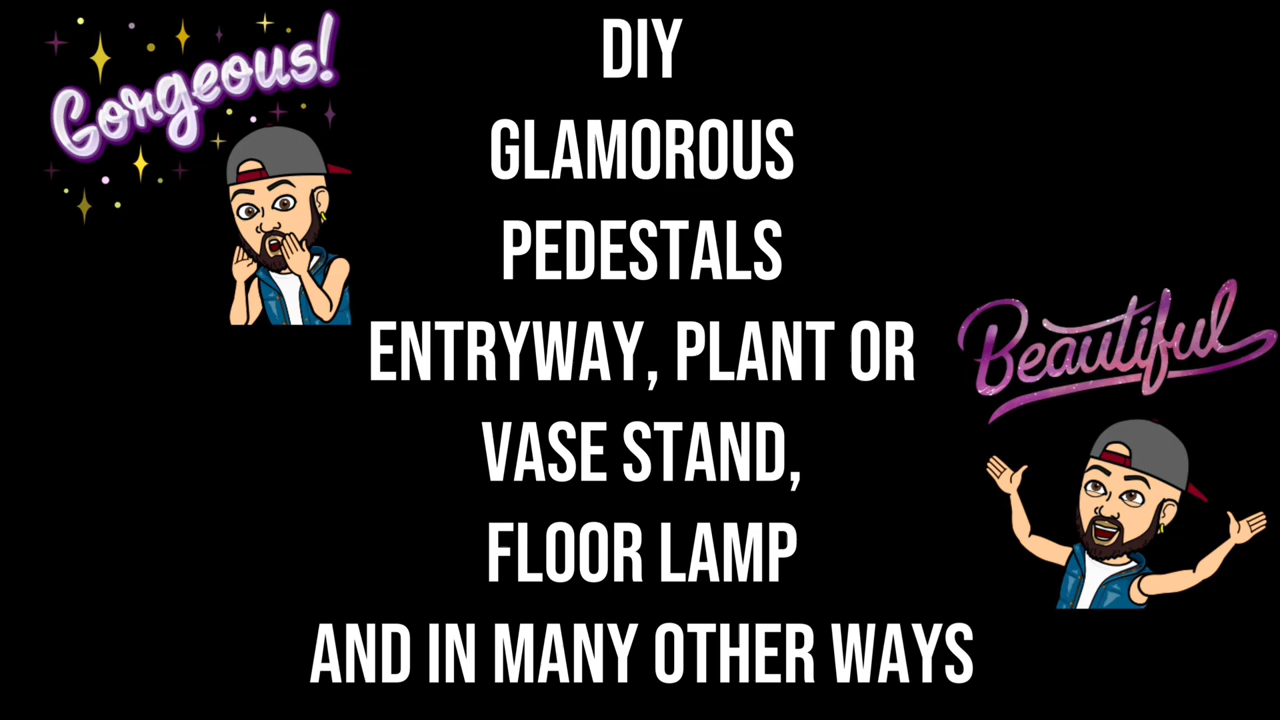 Gorgeous!
DIY
GLAMOROUS
PEDESTALS
ENTRYWAY, PLANT OR
VASE STAND,
FLOOR LAMP
AND IN MANY OTHER WAYS
Beautiful